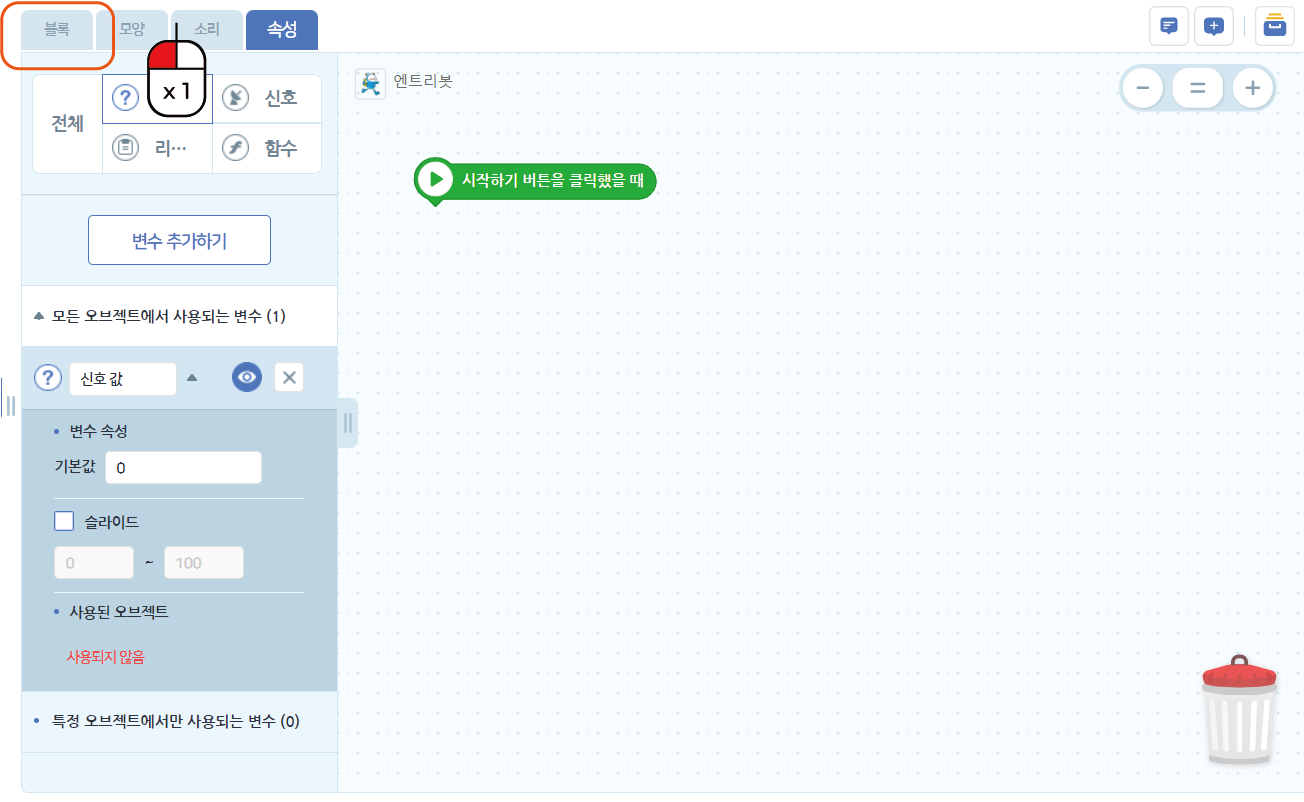 블록
모양
소리
속성
x 1
전체
?
신호
리…
함수
엔트리봇
시작하기 버튼을 클릭했을 때
변수 추가하기
모든 오브젝트에서 사용되는 변수 (1)
? 신호 값
변수 속성
기본값 0
슬라이드
0 ~ 100
사용된 오브젝트
사용되지 않음
특정 오브젝트에서만 사용되는 변수 (0)